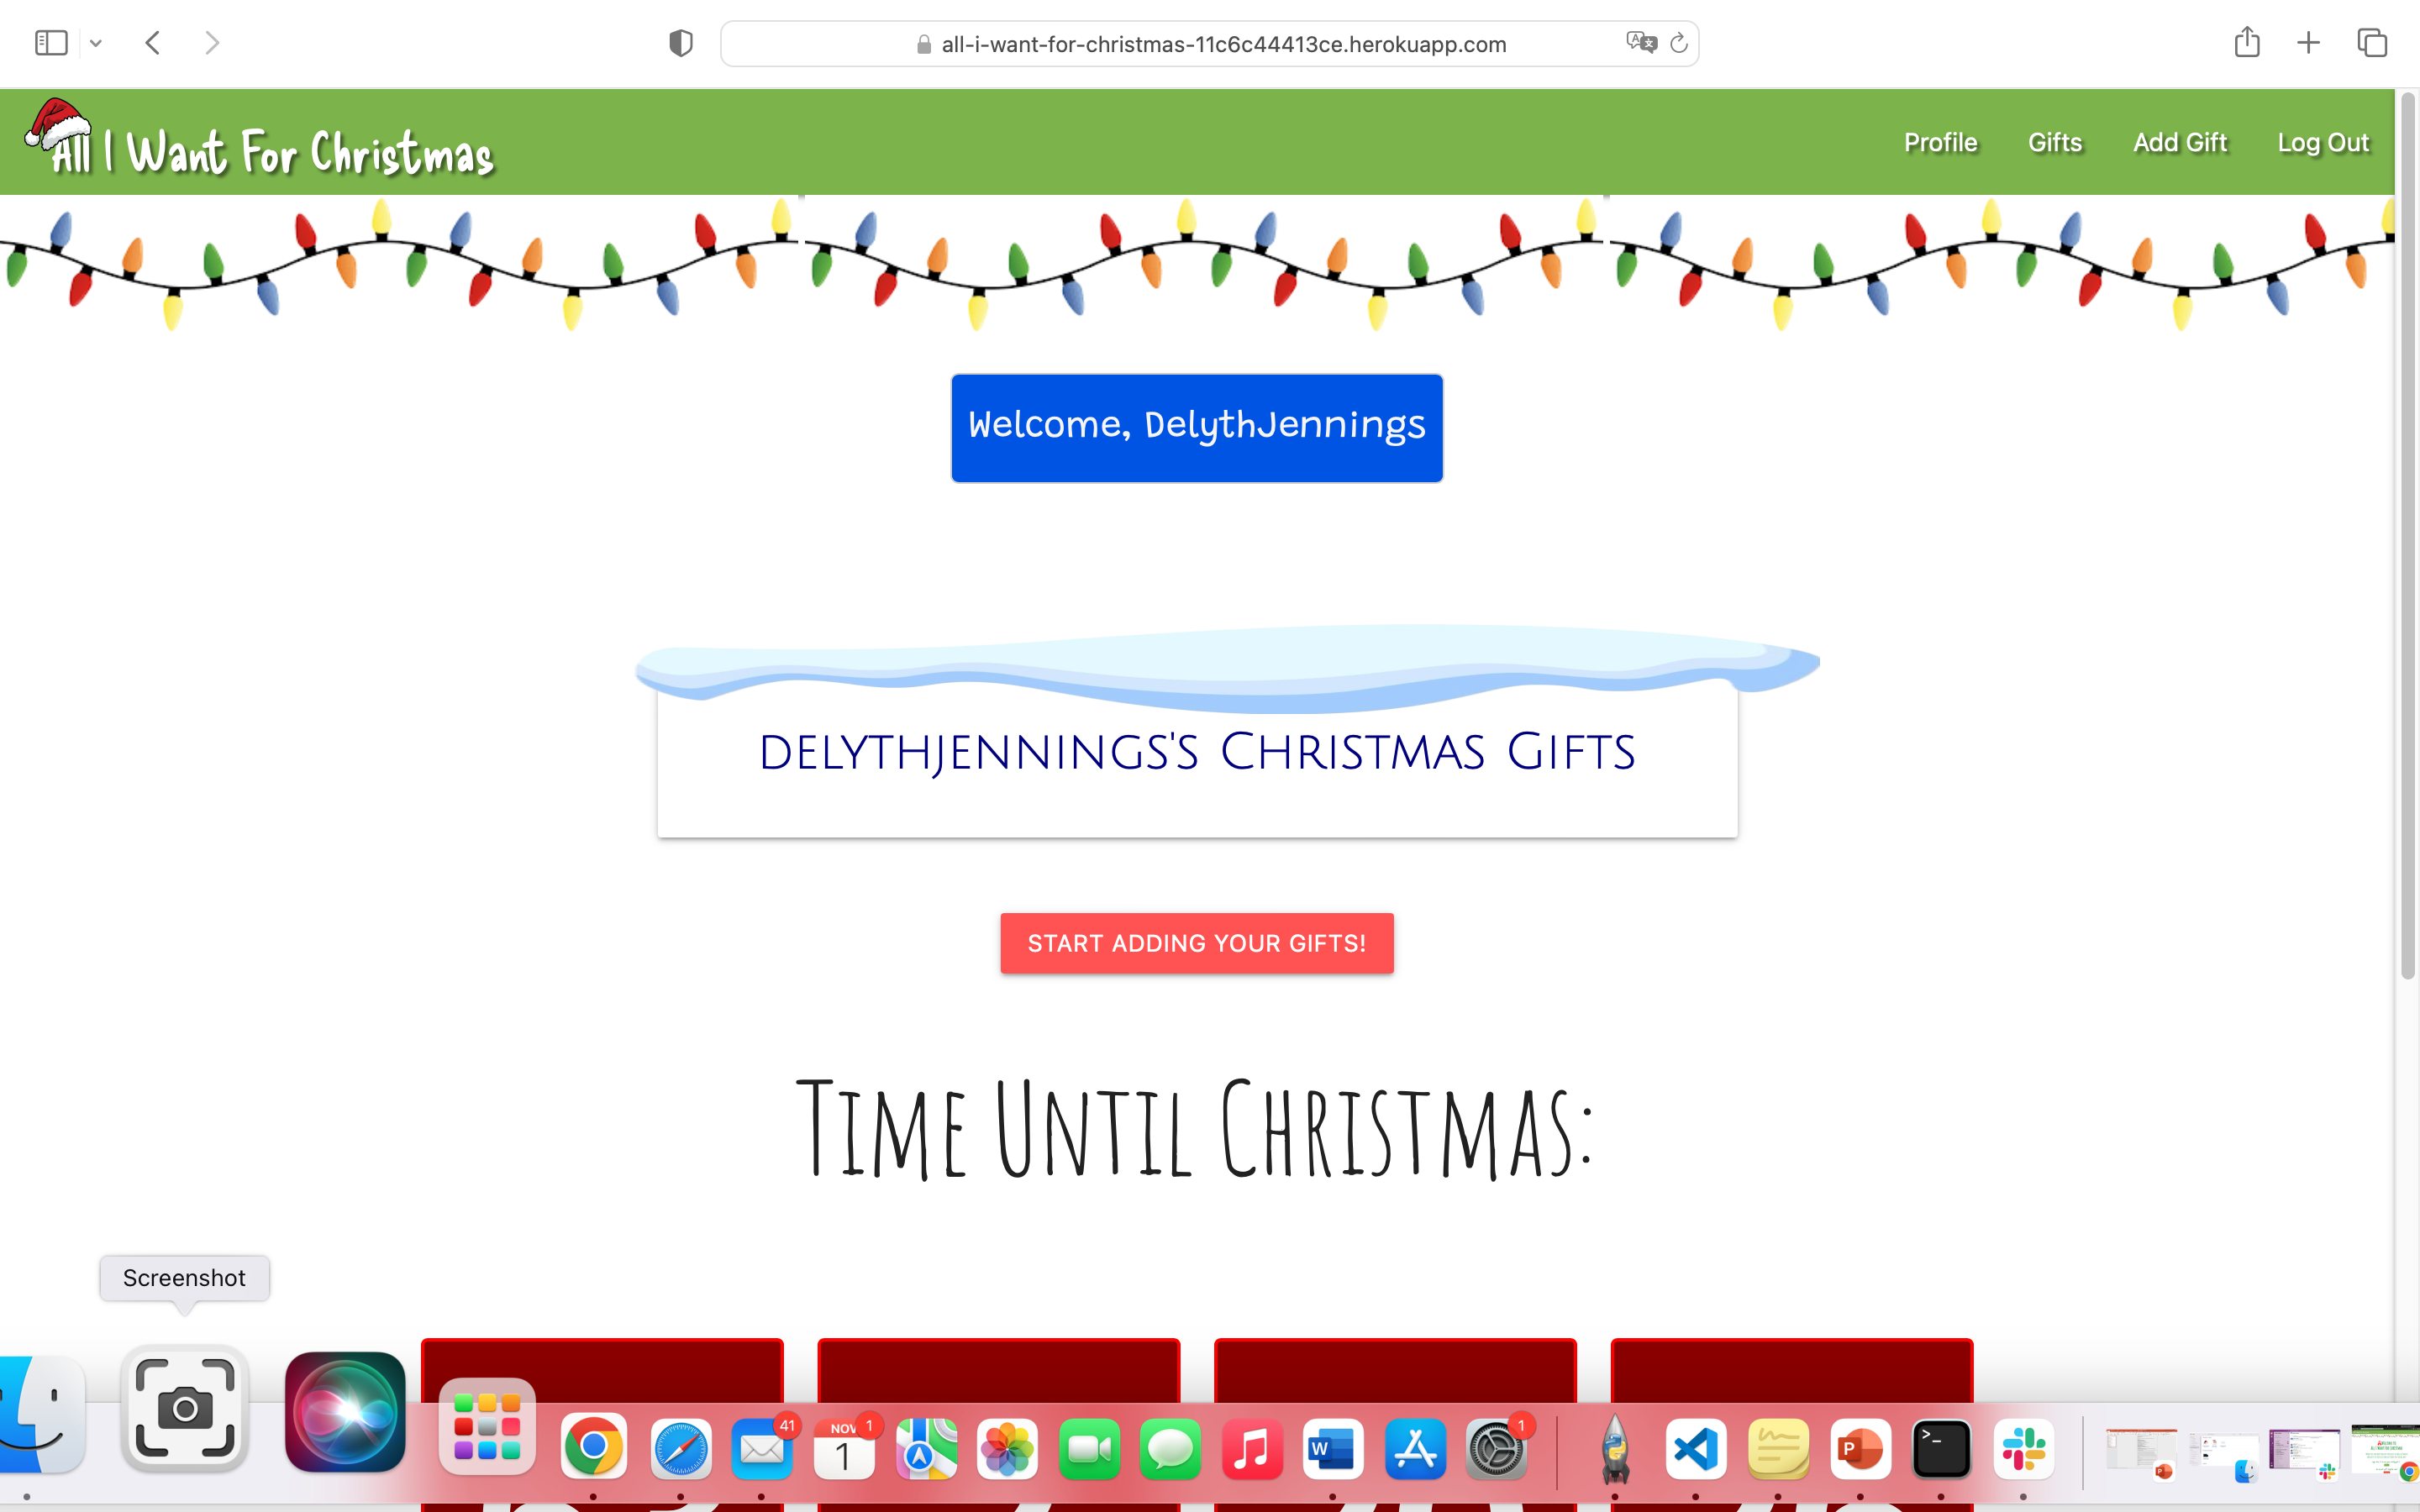 all-i-want-for-christmas-11c6c44413ce.herokuapp.com
All I Want For Christmas
Profile Gifts Add Gift Log Out
Welcome, DelythJennings
DELYTHJENNINGS'S CHRISTMAS GIFTS
START ADDING YOUR GIFTS!
TIME UNTIL CHRISTMAS:
Screenshot
41
NOV 1
1
W
1
P
>_